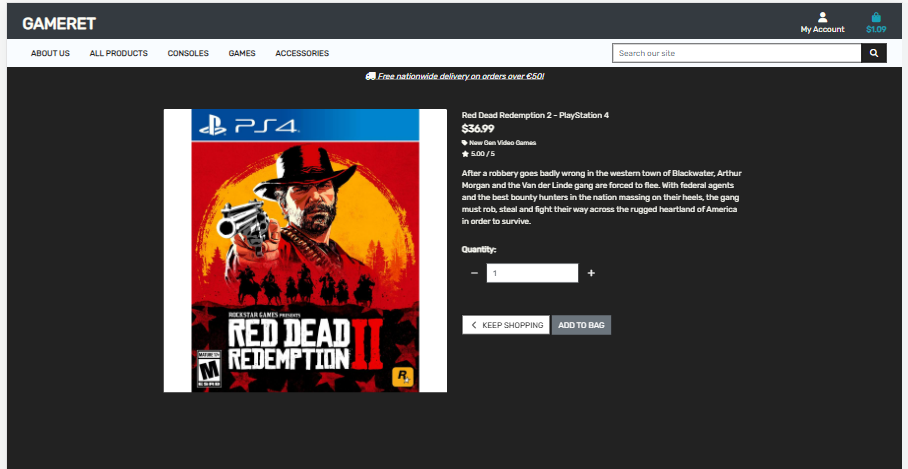 GAMERET
My Account
$1.09
ABOUT US
ALL PRODUCTS
CONSOLES
GAMES
ACCESSORIES
Search our site
Free nationwide delivery on orders over €50!
PS4
ROCKSTAR GAMES PRESENTS
RED DEAD
REDEMPTION II
MATURE 17+
M
ESRB
R
Red Dead Redemption 2 - PlayStation 4
$36.99
New Gen Video Games
5.00 / 5
After a robbery goes badly wrong in the western town of Blackwater, Arthur
Morgan and the Van der Linde gang are forced to flee. With federal agents
and the best bounty hunters in the nation massing on their heels, the gang
must rob, steal and fight their way across the rugged heartland of America
in order to survive.
Quantity:
1
KEEP SHOPPING
ADD TO BAG